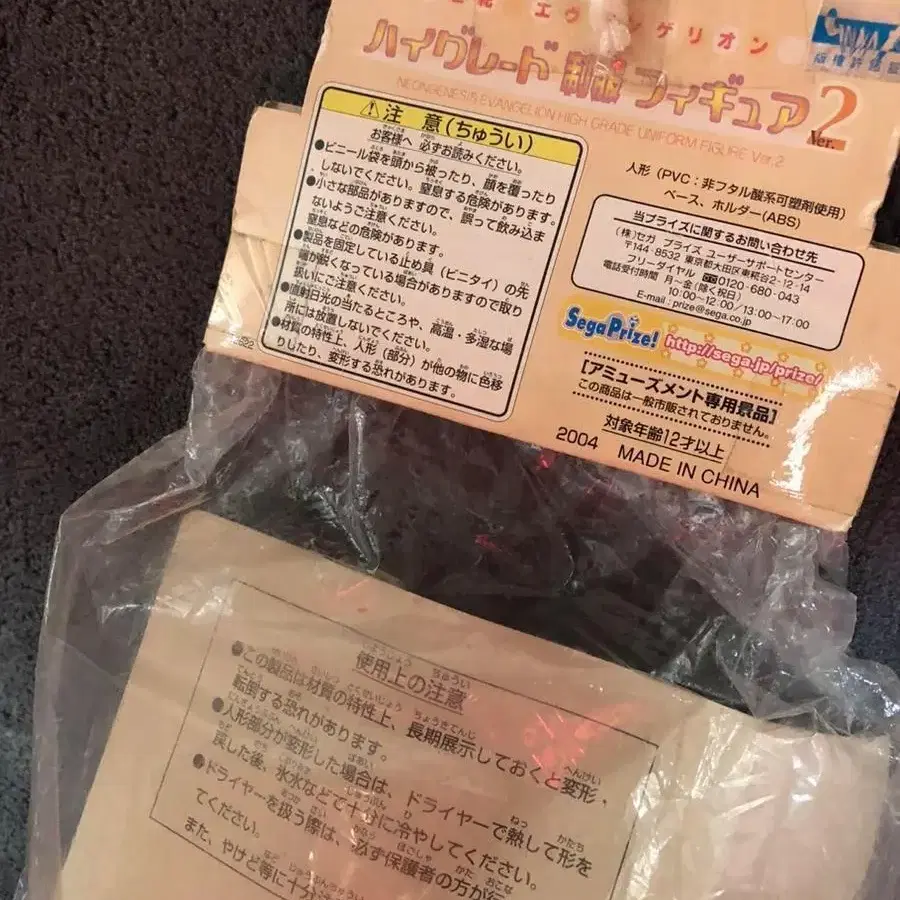 エヴァンゲリオン
ハイグレード 制服 フィギュア2
Ver.
NEONGENESIS EVANGELION HIGH GRADE UNIFORM FIGURE Ver.2
版権許諾証
注 意(ちゅうい)
お客様へ 必ずお読みください。
●ビニール袋を頭から被ったり、顔を覆ったり
しないでください。窒息する危険があります。
●小さな部品がありますので、誤って飲み込ま
ないようご注意ください。
窒息などの危険があります。
●製品を固定している止め具(ビニタイ)の先
端が鋭くなっている場合がありますので取り
扱いにご注意ください。
●直射日光の当たるところや、高温・多湿な場
所には放置しないでください。
●材質の特性上、人形(部分)が他の物に色移
りしたり、変形する恐れがあります。
人形(PVC:非フタル酸系可塑剤使用)
ベース、ホルダー(ABS)
当プライズに関するお問い合わせ先
(株)セガ プライズ ユーザーサポートセンター
〒144-8532 東京都大田区東糀谷2-12-14
フリーダイヤル 0120-680-043
電話受付時間 月~金(除く祝日)
10:00~12:00/13:00~17:00
E-mail:prize@sega.co.jp
Sega Prize! http://sega.jp/prize/
[アミューズメント専用景品]
この商品は一般市販されておりません。
対象年齢12才以上
2004 MADE IN CHINA
使用上の注意
●この製品は材質の特性上、長期展示しておくと変形、
転倒する恐れがあります。
●人形部分が変形した場合は、ドライヤーで熱して形を
戻した後、氷水などで十分に冷やしてください。
●ドライヤーを扱う際は、必ず保護者の方が行
てください。
また、やけど等に十分